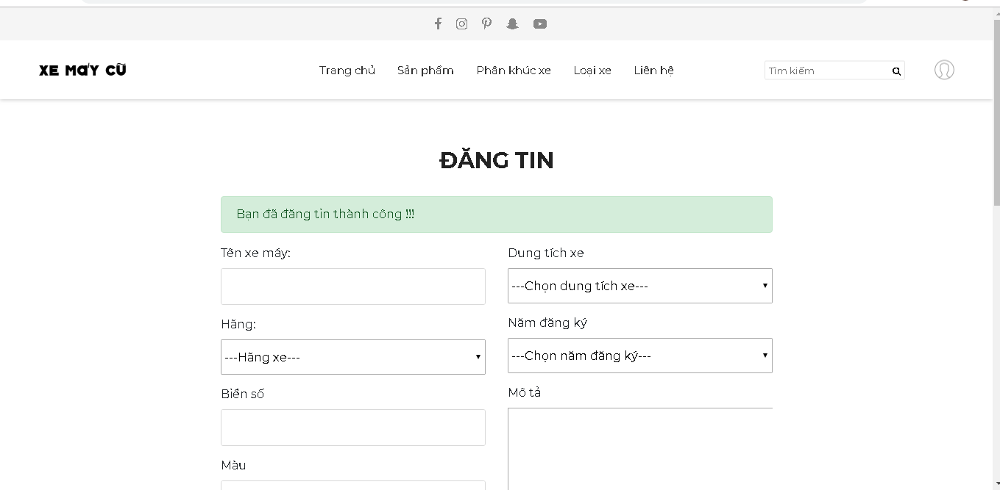 XE MÁY CŨ
Trang chủ Sản phẩm Phân khúc xe Loại xe Liên hệ Tìm kiếm
ĐĂNG TIN
Bạn đã đăng tin thành công !!!
Tên xe máy:
Dung tích xe
---Chọn dung tích xe---
Hãng:
Năm đăng ký
---Hãng xe---
---Chọn năm đăng ký---
Biển số
Mô tả
Màu